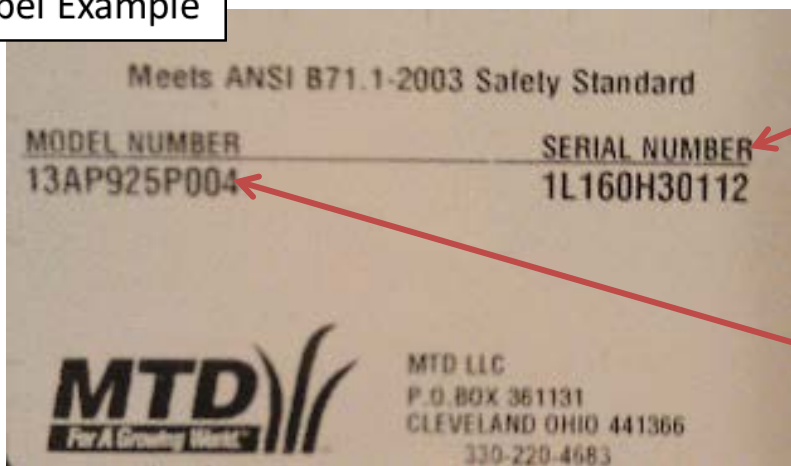 bel Example
Meets ANSI B71.1-2003 Safety Standard
MODEL NUMBER SERIAL NUMBER
13AP925P004 1L160H30112
MTD
For A Growing World.
MTD LLC
P.O.BOX 361131
CLEVELAND OHIO 441366
330-220-4683